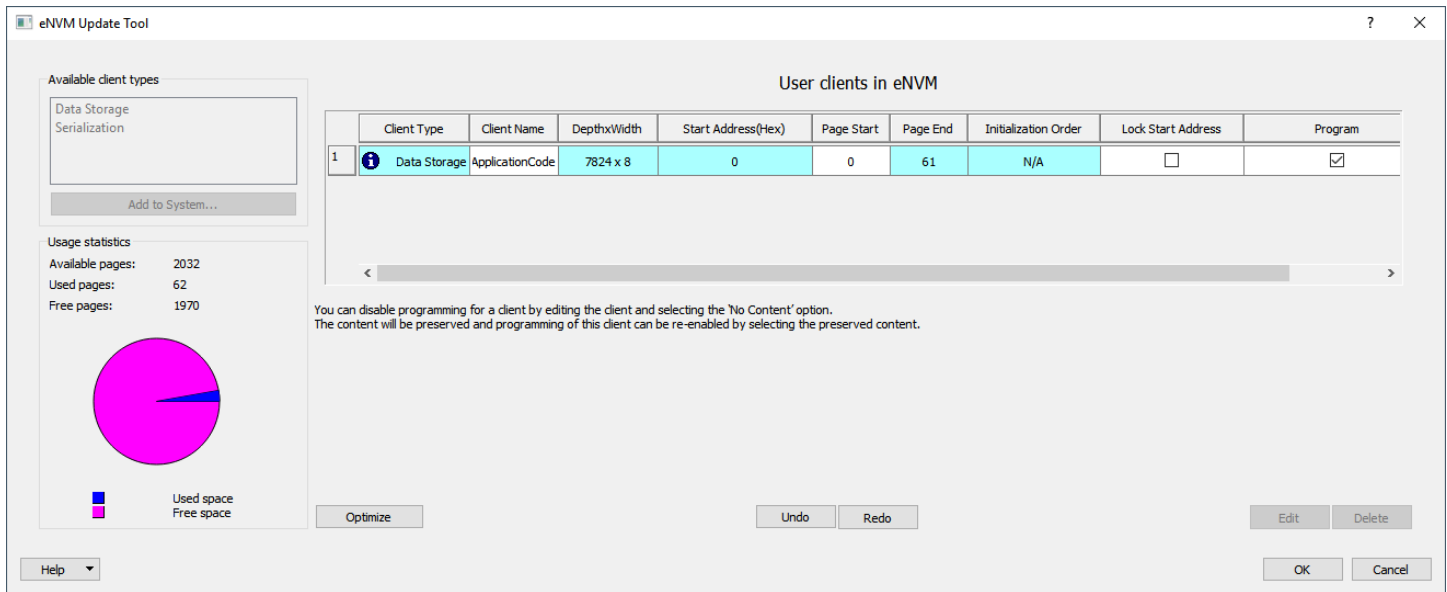 eNVM Update Tool
?
Available client types
Data Storage
Serialization
Add to System...
Usage statistics
Available pages: 2032
Used pages: 62
Free pages: 1970
Used space
Free space
User clients in eNVM
Client Type Client Name DepthxWidth Start Address(Hex) Page Start Page End Initialization Order Lock Start Address Program
1 Data Storage ApplicationCode 7824 x 8 0 0 61 N/A
You can disable programming for a client by editing the client and selecting the 'No Content' option.
The content will be preserved and programming of this client can be re-enabled by selecting the preserved content.
Optimize Undo Redo Edit Delete
Help OK Cancel